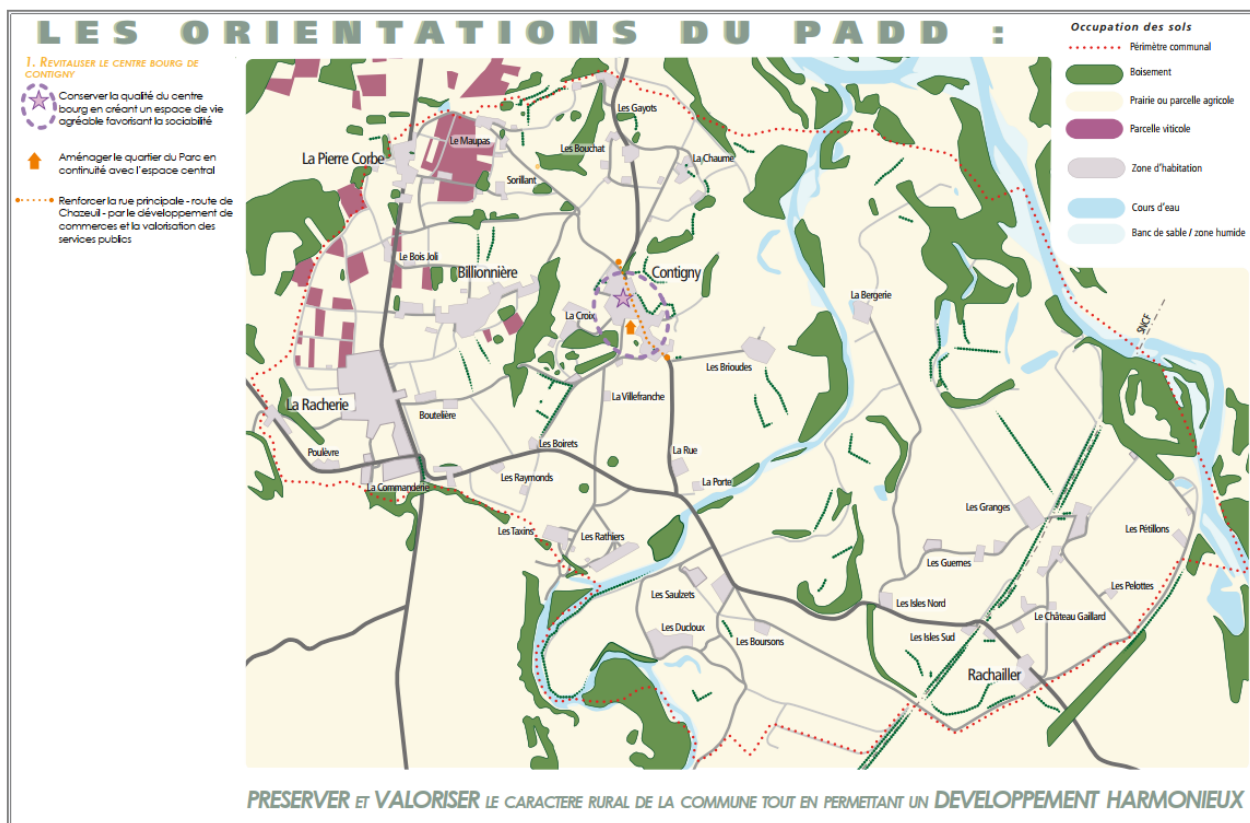 LES ORIENTATIONS DU PADD :
1. REVITALISER LE CENTRE BOURG DE
CONTIGNY
Conserver la qualité du centre
bourg en créant un espace de vie
agréable favorisant la sociabilité
Aménager le quartier du Parc en
continuité avec l'espace central
Renforcer la rue principale - route de
Chazeuil - par le développement de
commerces et la valorisation des
services publics
Occupation des sols
Périmètre communal
Boisement
Prairie ou parcelle agricole
Parcelle viticole
Zone d'habitation
Cours d'eau
Banc de sable / zone humide
Les Gayots
Le Maupas
Les Bouchat
La Pierre Corbe
La Chaume
Sorillant
Le Bois Joli
Billionnière
Contigny
La Bergerie
La Croix
SNCF
Les Brioudes
La Villefranche
La Racherie
Boutelière
Les Boirets
Poulèvre
La Rue
Les Raymonds
La Porte
La Commanderie
Les Granges
Les Pétillons
Les Taxins
Les Rathiers
Les Guernes
Les Saulzets
Les Pelottes
Les Isles Nord
Le Château Gaillard
Les Ducloux
Les Boursons
Les Isles Sud
Rachailler
PRESERVER ET VALORISER LE CARACTERE RURAL DE LA COMMUNE TOUT EN PERMETTANT UN DEVELOPPEMENT HARMONIEUX